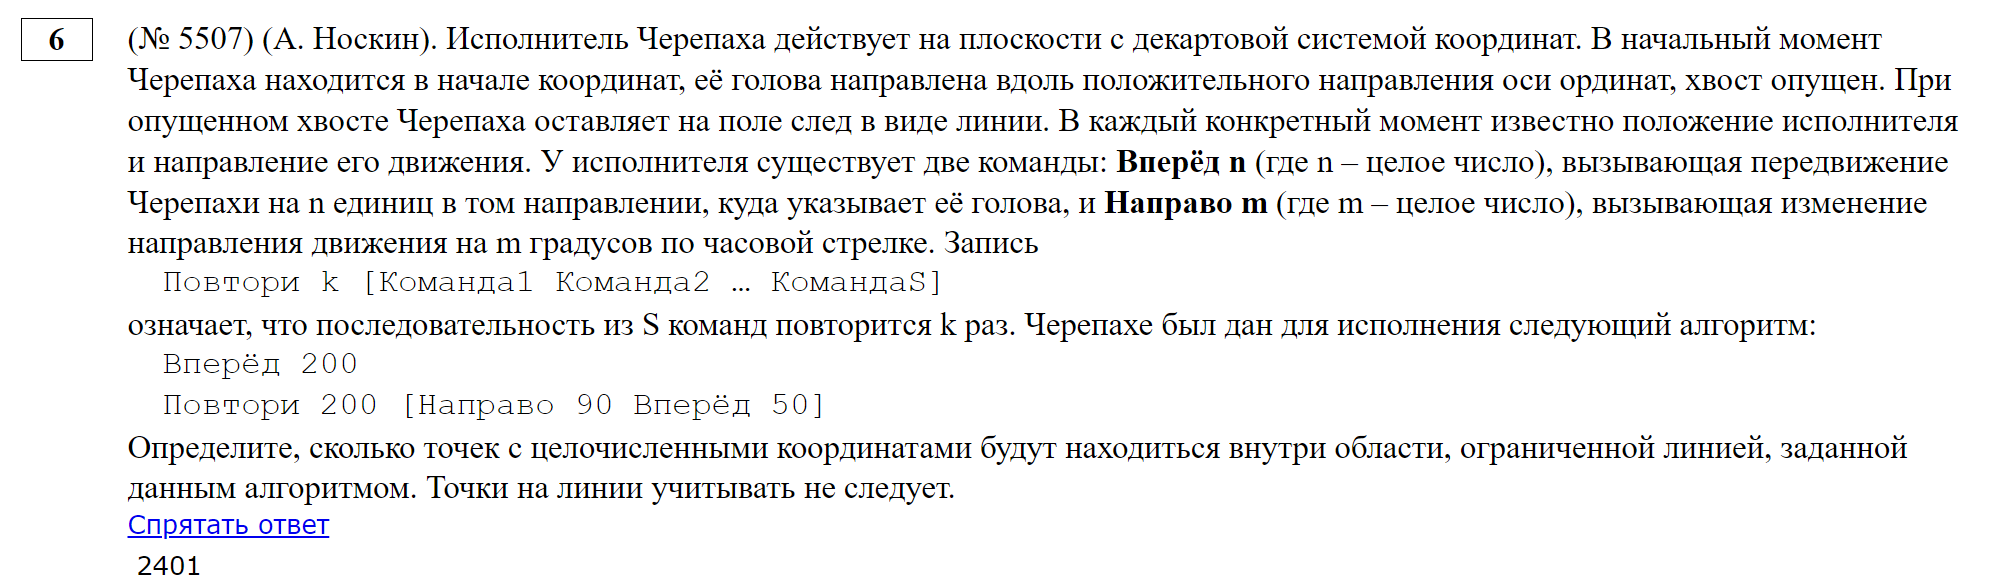 6
(№ 5507) (А. Носкин). Исполнитель Черепаха действует на плоскости с декартовой системой координат. В начальный момент
Черепаха находится в начале координат, её голова направлена вдоль положительного направления оси ординат, хвост опущен. При
опущенном хвосте Черепаха оставляет на поле след в виде линии. В каждый конкретный момент известно положение исполнителя
и направление его движения. У исполнителя существует две команды: Вперёд n (где n – целое число), вызывающая передвижение
Черепахи на n единиц в том направлении, куда указывает её голова, и Направо m (где m – целое число), вызывающая изменение
направления движения на m градусов по часовой стрелке. Запись
Повтори k [Команда1 Команда2 … КомандаS]
означает, что последовательность из S команд повторится k раз. Черепахе был дан для исполнения следующий алгоритм:
Вперёд 200
Повтори 200 [Направо 90 Вперёд 50]
Определите, сколько точек с целочисленными координатами будут находиться внутри области, ограниченной линией, заданной
данным алгоритмом. Точки на линии учитывать не следует.
Спрятать ответ
2401